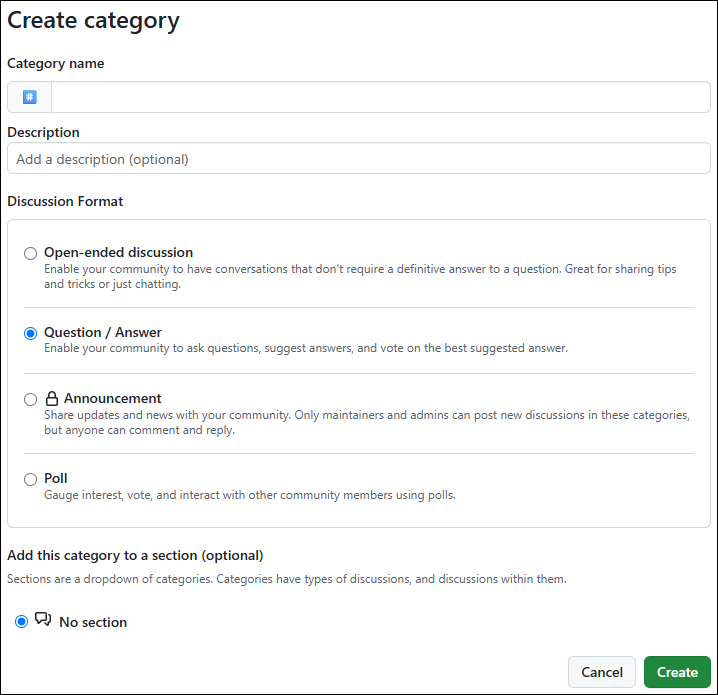 Create category
Category name
#
Description
Add a description (optional)
Discussion Format
Open-ended discussion
Enable your community to have conversations that don't require a definitive answer to a question. Great for sharing tips
and tricks or just chatting.
Question / Answer
Enable your community to ask questions, suggest answers, and vote on the best suggested answer.
Announcement
Share updates and news with your community. Only maintainers and admins can post new discussions in these categories,
but anyone can comment and reply.
Poll
Gauge interest, vote, and interact with other community members using polls.
Add this category to a section (optional)
Sections are a dropdown of categories. Categories have types of discussions, and discussions within them.
No section
Cancel
Create